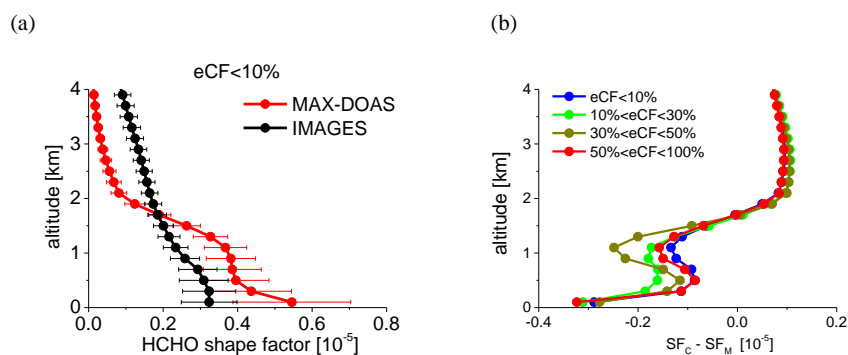 (a)
eCF<10%
MAX-DOAS
IMAGES
altitude [km]
4
3
2
1
0
0.0 0.2 0.4 0.6 0.8
HCHO shape factor [10⁻⁵]
(b)
eCF<10%
10%<eCF<30%
30%<eCF<50%
50%<eCF<100%
altitude [km]
4
3
2
1
0
-0.4 -0.2 0.0 0.2
SF_C - SF_M [10⁻⁵]